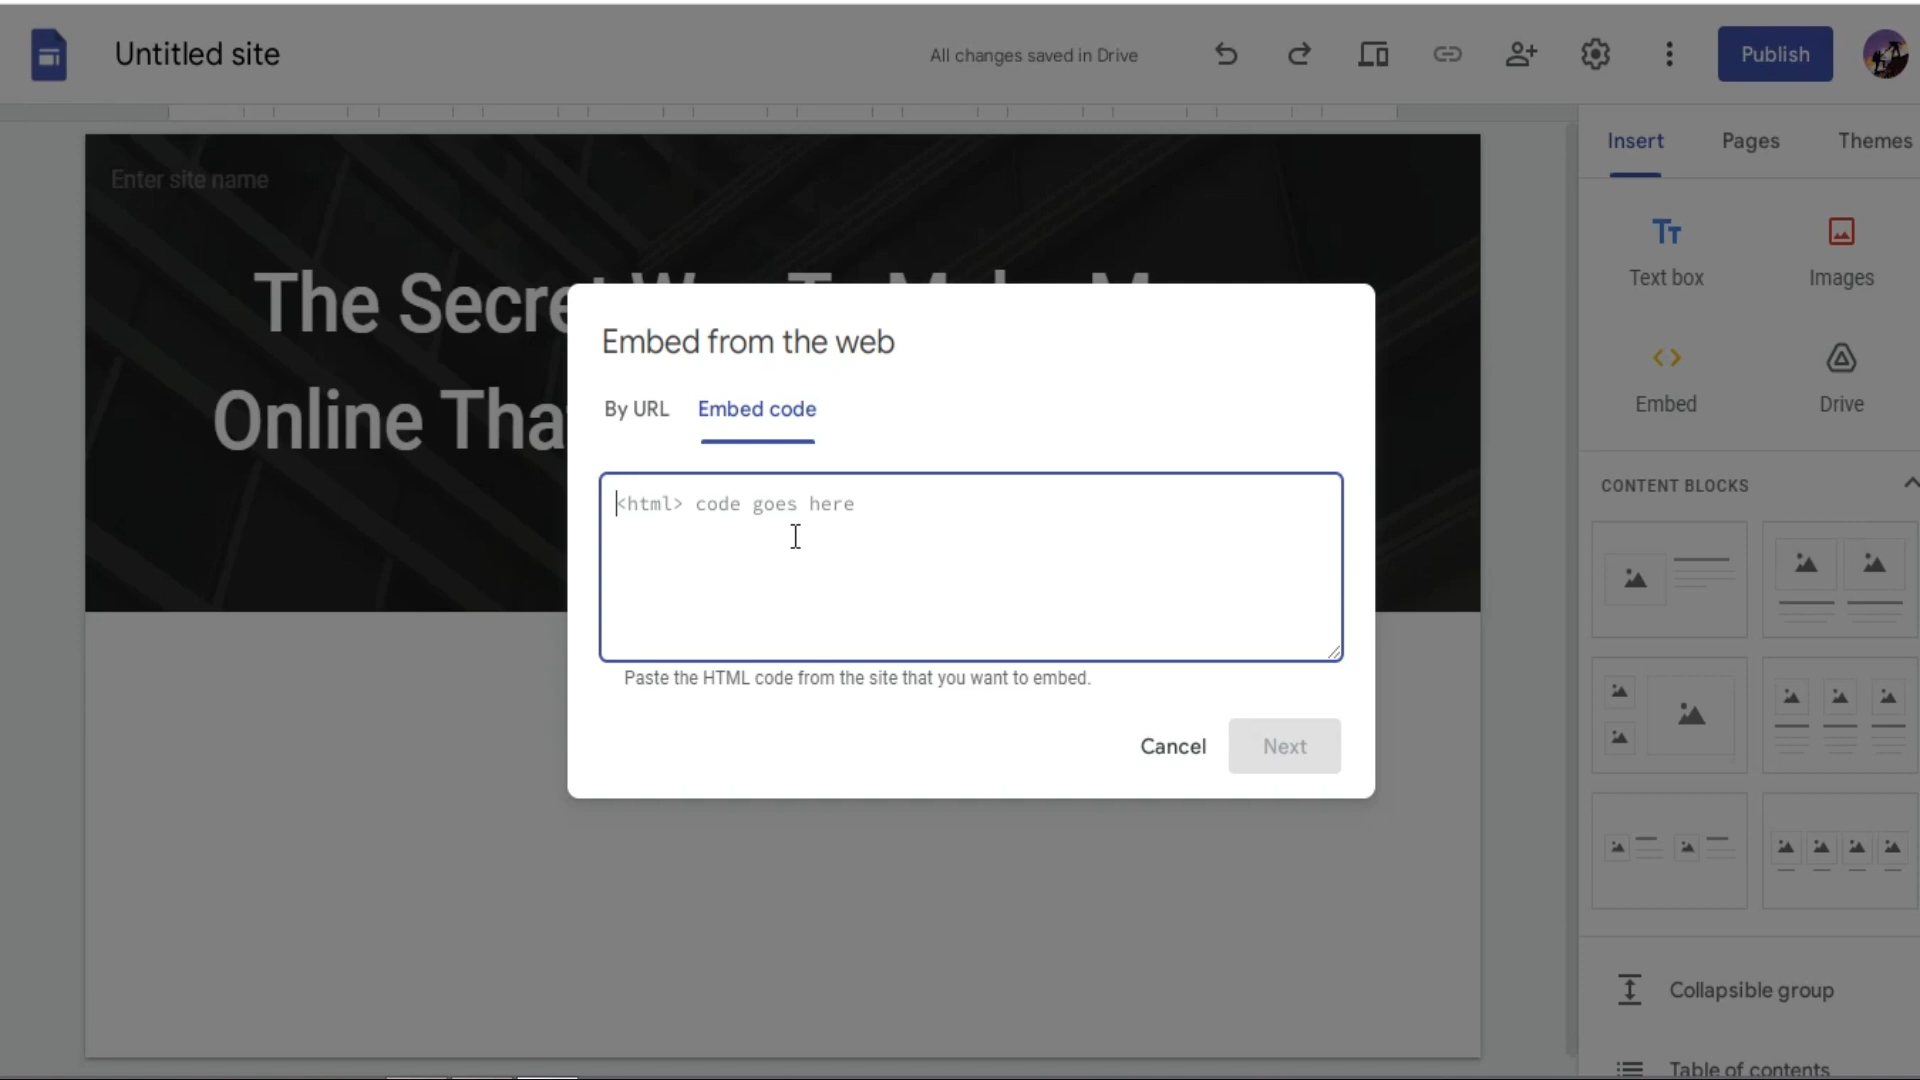 Untitled site
All changes saved in Drive
Publish
Insert Pages Themes
Enter site name
The Secre
Online Tha
Text box Images
Embed Drive
Embed from the web
By URL Embed code
<html> code goes here
Paste the HTML code from the site that you want to embed.
Cancel Next
CONTENT BLOCKS
Collapsible group
Table of contents